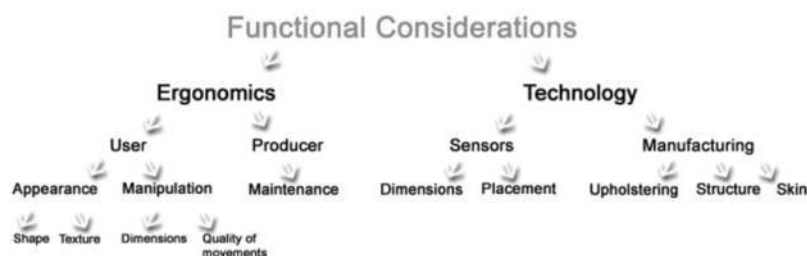 Functional Considerations
Ergonomics Technology
User Producer Sensors Manufacturing
Appearance Manipulation Maintenance Dimensions Placement Upholstering Structure Skin
Shape Texture Dimensions Quality of
movements